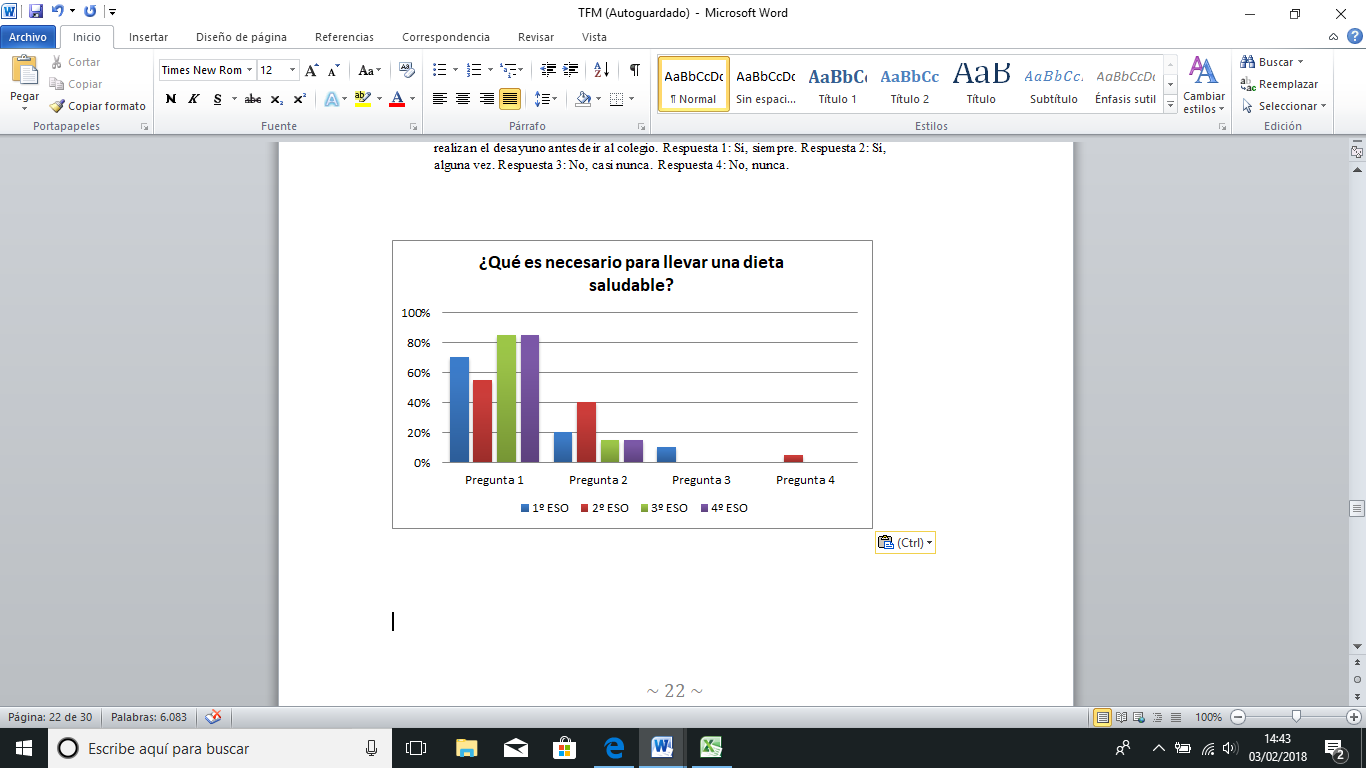 TFM (Autoguardado) - Microsoft Word
Archivo Inicio Insertar Diseño de página Referencias Correspondencia Revisar Vista
Pegar
Cortar
Copiar
Copiar formato
Portapapeles
Times New Rom 12
N K S abc x₂ x²
Fuente
Párrafo
AaBbCcDc AaBbCcDc AaBbCc AaBbCc AaB AaBbCc. AaBbCcDc
¶ Normal Sin espaci... Título 1 Título 2 Título Subtítulo Énfasis sutil
Cambiar estilos
Estilos
Buscar
Reemplazar
Seleccionar
Edición
realizan el desayuno antes de ir al colegio. Respuesta 1: Sí, siempre. Respuesta 2: Si,
alguna vez. Respuesta 3: No, casi nunca. Respuesta 4: No, nunca.
¿Qué es necesario para llevar una dieta
saludable?
100%
80%
60%
40%
20%
0%
Pregunta 1 Pregunta 2 Pregunta 3 Pregunta 4
1º ESO 2º ESO 3º ESO 4º ESO
(Ctrl)
~ 22 ~
Página: 22 de 30 Palabras: 6.083 100%
Escribe aquí para buscar
14:43
03/02/2018
2